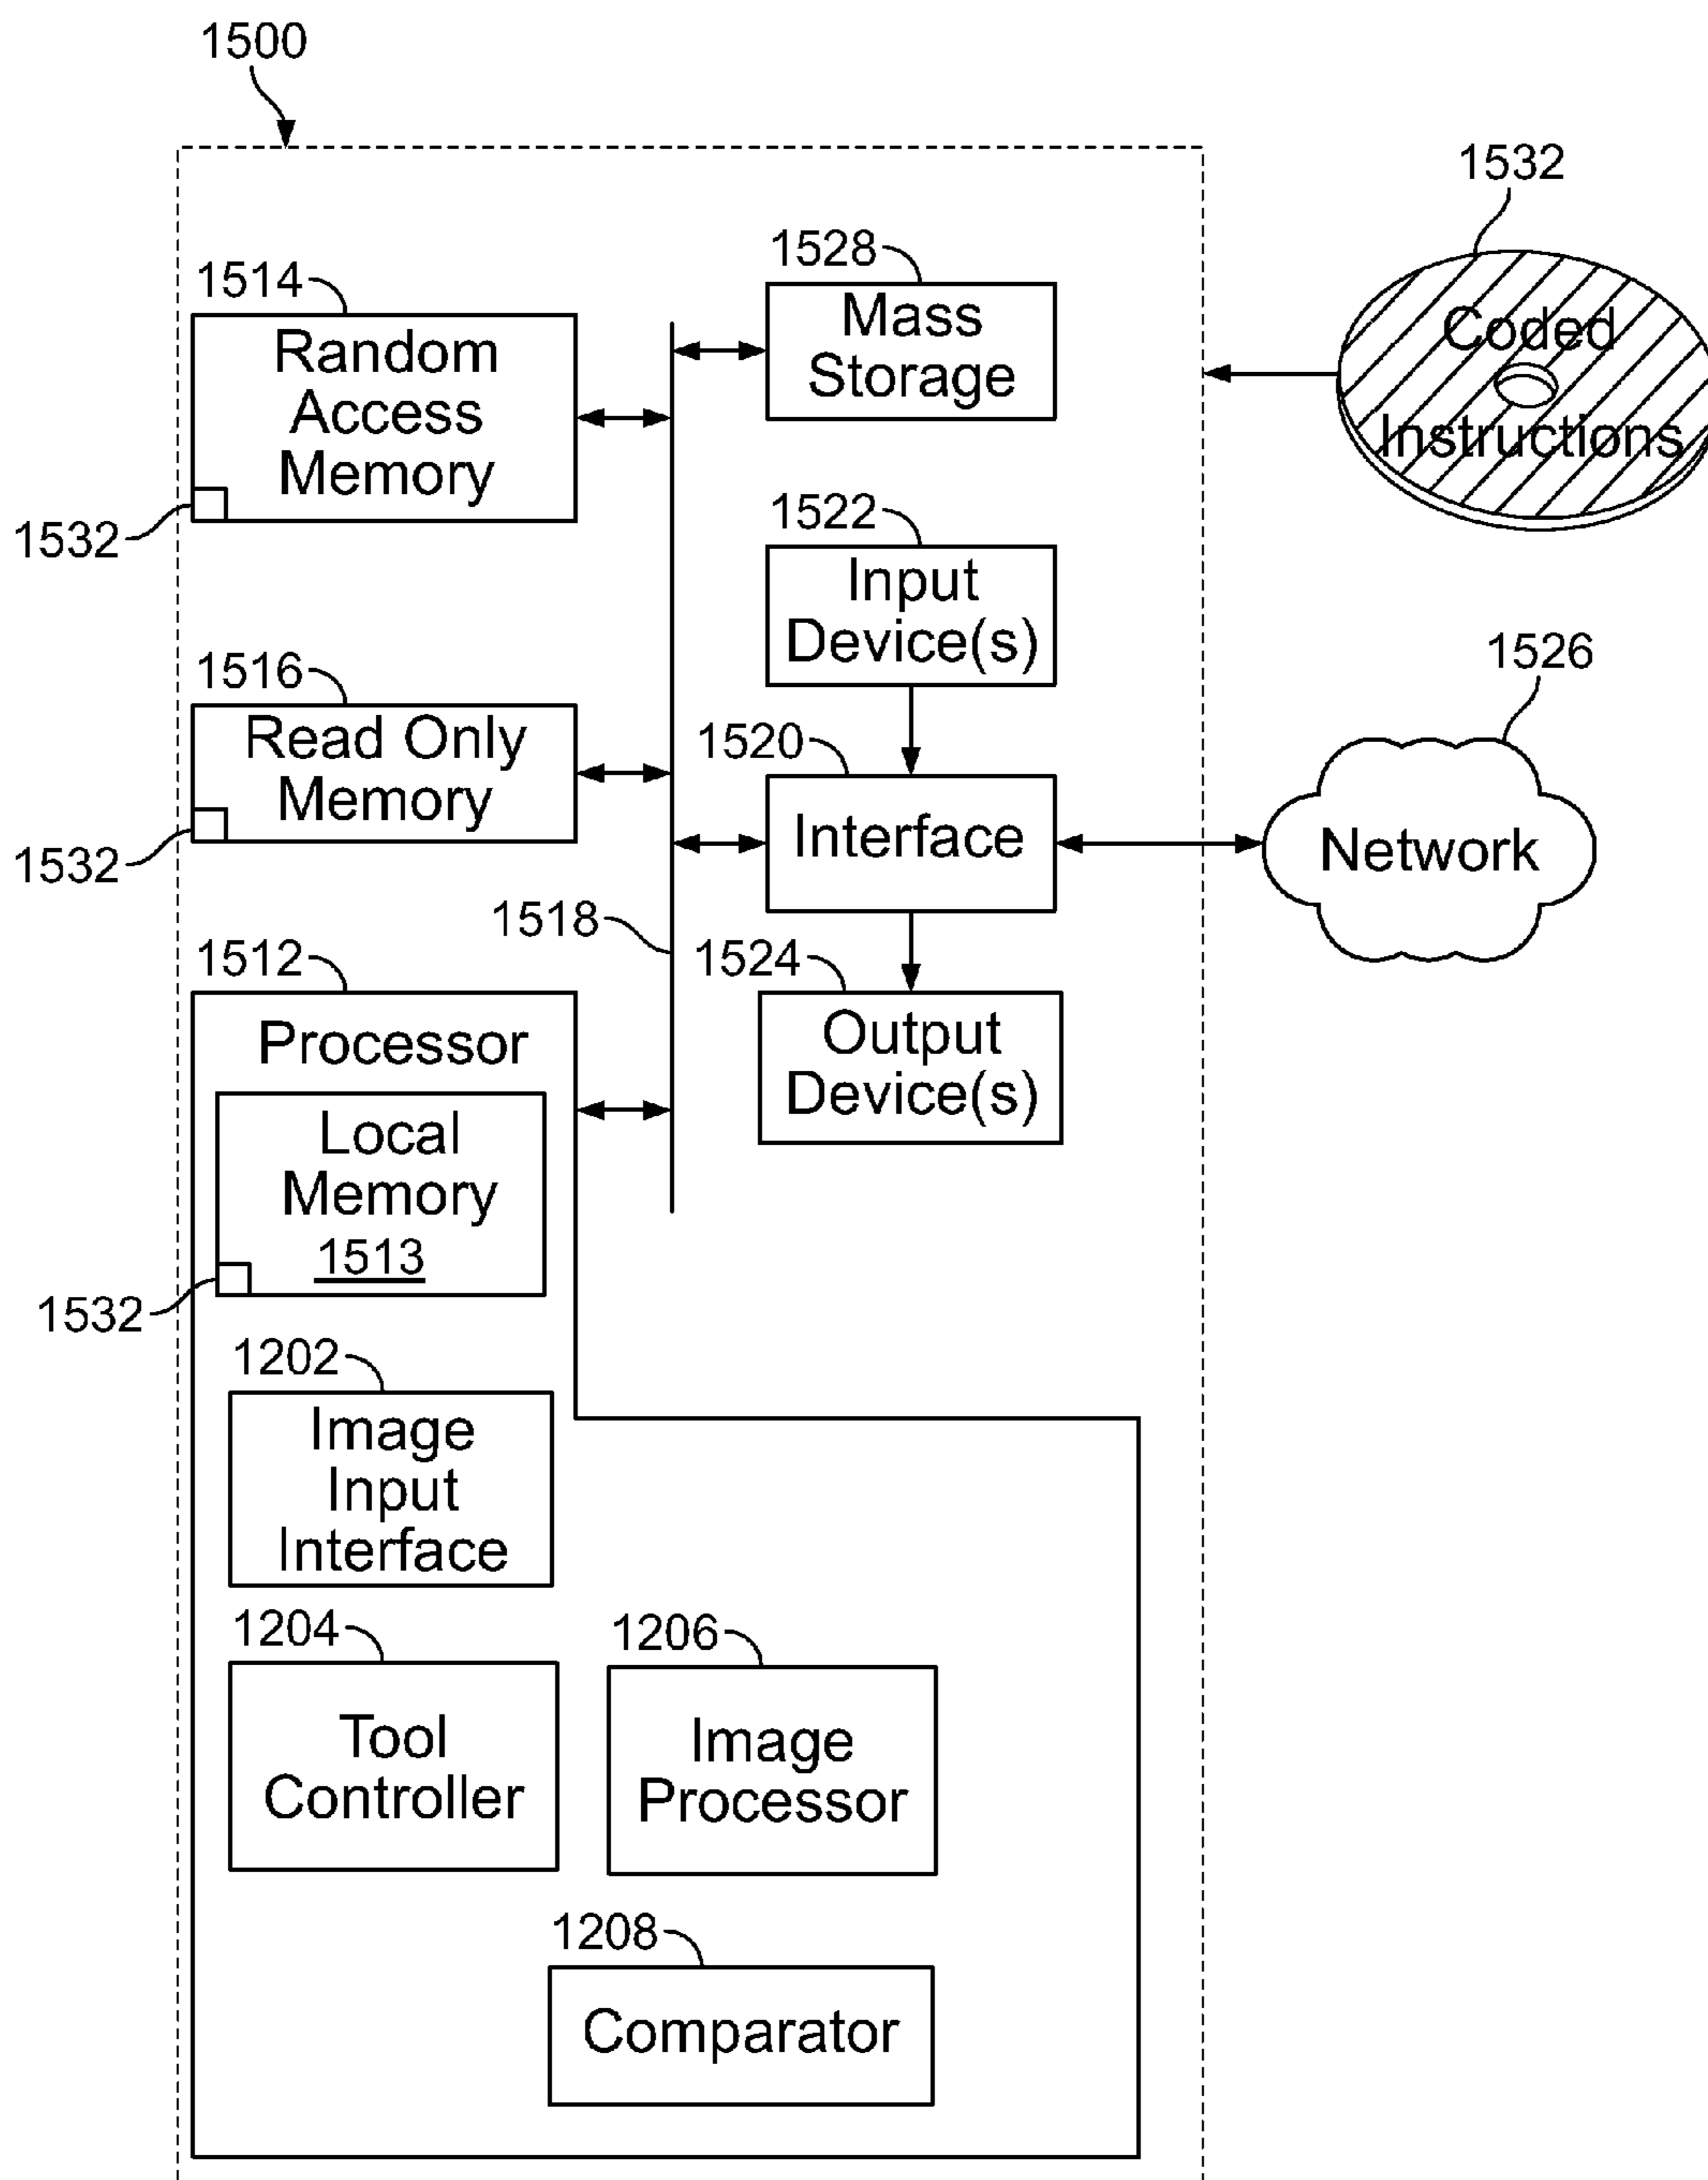 1500
1532
1528
1514
Mass
Storage
Random
Access
Memory
Coded
Instructions
1532
1522
Input
Device(s)
1516
1526
Read Only
Memory
1520
Interface
Network
1532
1518
1512
1524
Processor
Output
Device(s)
Local
Memory
1513
1532
1202
Image
Input
Interface
1204
1206
Tool
Controller
Image
Processor
1208
Comparator